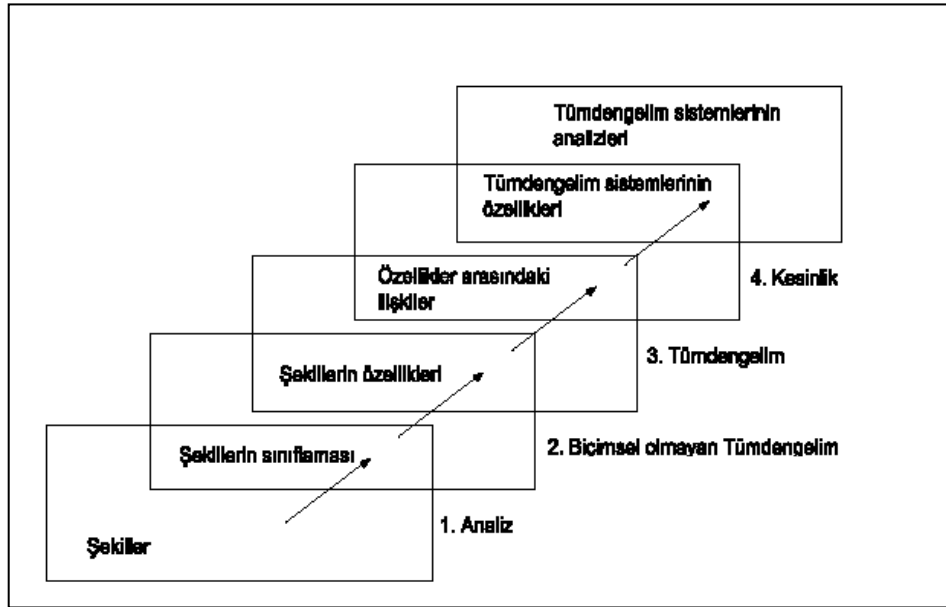 Tümdengelim sistemlerinin
analizleri
Tümdengelim sistemlerinin
özellikleri
4. Kesinlik
Özellikler arasındaki
ilişkiler
3. Tümdengelim
Şekillerin özellikleri
2. Biçimsel olmayan Tümdengelim
Şekillerin sınıflaması
1. Analiz
Şekiller